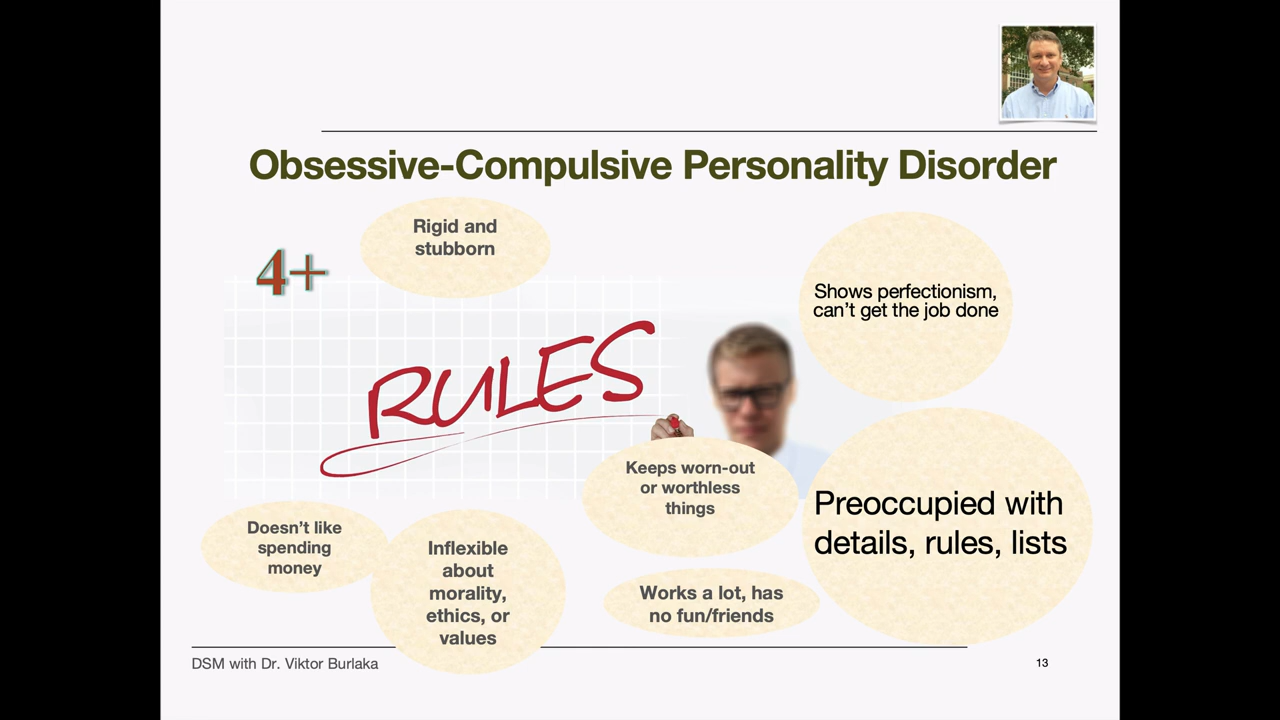 Obsessive-Compulsive Personality Disorder
Rigid and
stubborn
4+
Shows perfectionism,
can’t get the job done
RULES
Keeps worn-out
or worthless
things
Preoccupied with
details, rules, lists
Doesn’t like
spending
money
Inflexible
about
morality,
ethics, or
values
Works a lot, has
no fun/friends
DSM with Dr. Viktor Burlaka
13